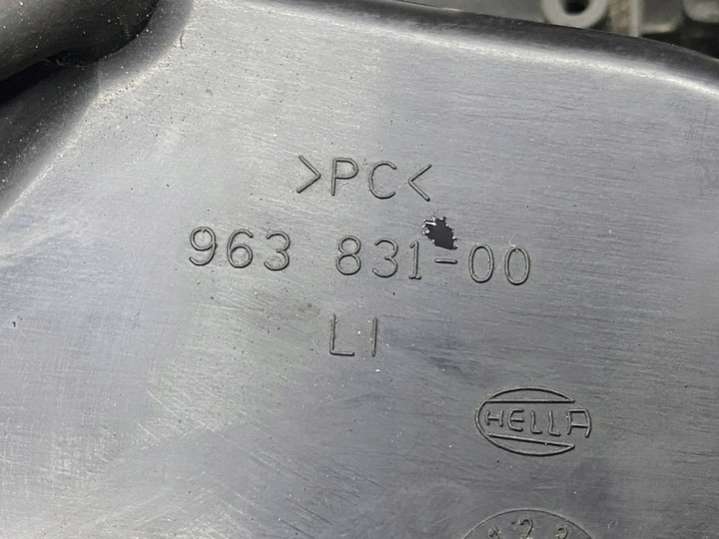 >PC<
963 831-00
LI
HELLA